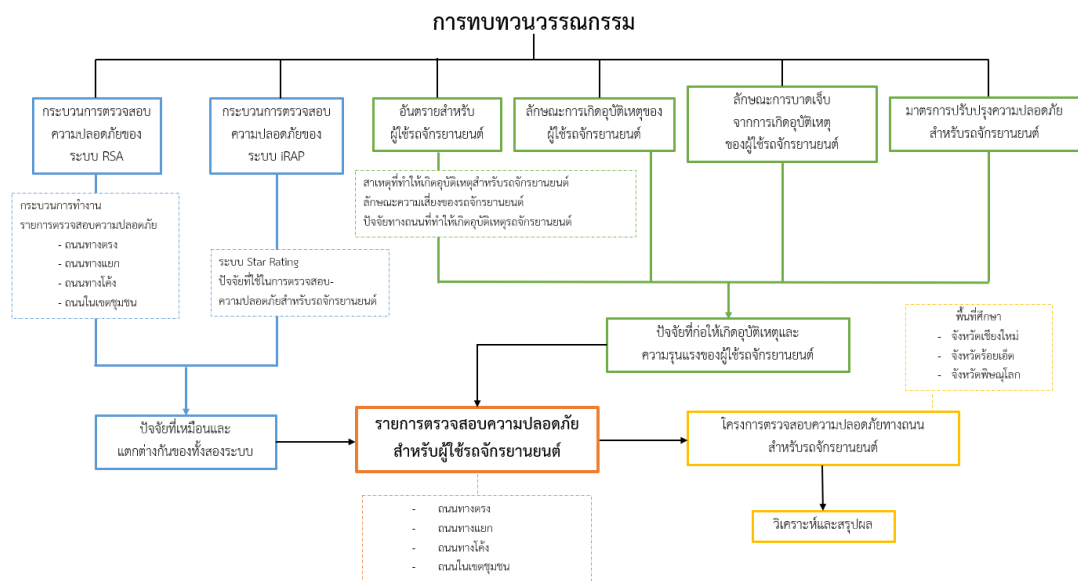 การทบทวนวรรณกรรม
กระบวนการตรวจสอบ
ความปลอดภัยของ
ระบบ RSA
กระบวนการตรวจสอบ
ความปลอดภัยของ
ระบบ iRAP
อันตรายสำหรับ
ผู้ใช้รถจักรยานยนต์
ลักษณะการเกิดอุบัติเหตุของ
ผู้ใช้รถจักรยานยนต์
ลักษณะการบาดเจ็บ
จากการเกิดอุบัติเหตุ
ของผู้ใช้รถจักรยานยนต์
มาตรการปรับปรุงความปลอดภัย
สำหรับรถจักรยานยนต์
กระบวนการทำงาน
รายการตรวจสอบความปลอดภัย
- ถนนทางตรง
- ถนนทางแยก
- ถนนทางโค้ง
- ถนนในเขตชุมชน
ระบบ Star Rating
ปัจจัยที่ใช้ในการตรวจสอบ-
ความปลอดภัยสำหรับรถจักรยานยนต์
สาเหตุที่ทำให้เกิดอุบัติเหตุสำหรับรถจักรยานยนต์
ลักษณะความเสี่ยงของรถจักรยานยนต์
ปัจจัยทางถนนที่ทำให้เกิดอุบัติเหตุรถจักรยานยนต์
ปัจจัยที่ก่อให้เกิดอุบัติเหตุและ
ความรุนแรงของผู้ใช้รถจักรยานยนต์
พื้นที่ศึกษา
- จังหวัดเชียงใหม่
- จังหวัดร้อยเอ็ด
- จังหวัดพิษณุโลก
ปัจจัยที่เหมือนและ
แตกต่างกันของทั้งสองระบบ
รายการตรวจสอบความปลอดภัย
สำหรับผู้ใช้รถจักรยานยนต์
โครงการตรวจสอบความปลอดภัยทางถนน
สำหรับรถจักรยานยนต์
- ถนนทางตรง
- ถนนทางแยก
- ถนนทางโค้ง
- ถนนในเขตชุมชน
วิเคราะห์และสรุปผล